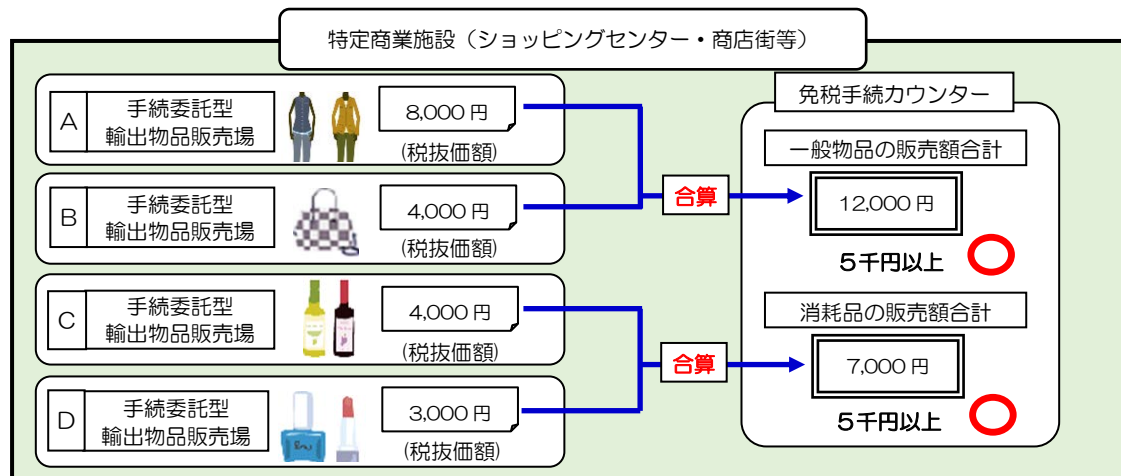 特定商業施設（ショッピングセンター・商店街等）
A
手続委託型
輸出物品販売場
8,000 円
(税抜価額)
B
手続委託型
輸出物品販売場
4,000 円
(税抜価額)
C
手続委託型
輸出物品販売場
4,000 円
(税抜価額)
D
手続委託型
輸出物品販売場
3,000 円
(税抜価額)
合算
合算
免税手続カウンター
一般物品の販売額合計
12,000 円
５千円以上
消耗品の販売額合計
7,000 円
５千円以上